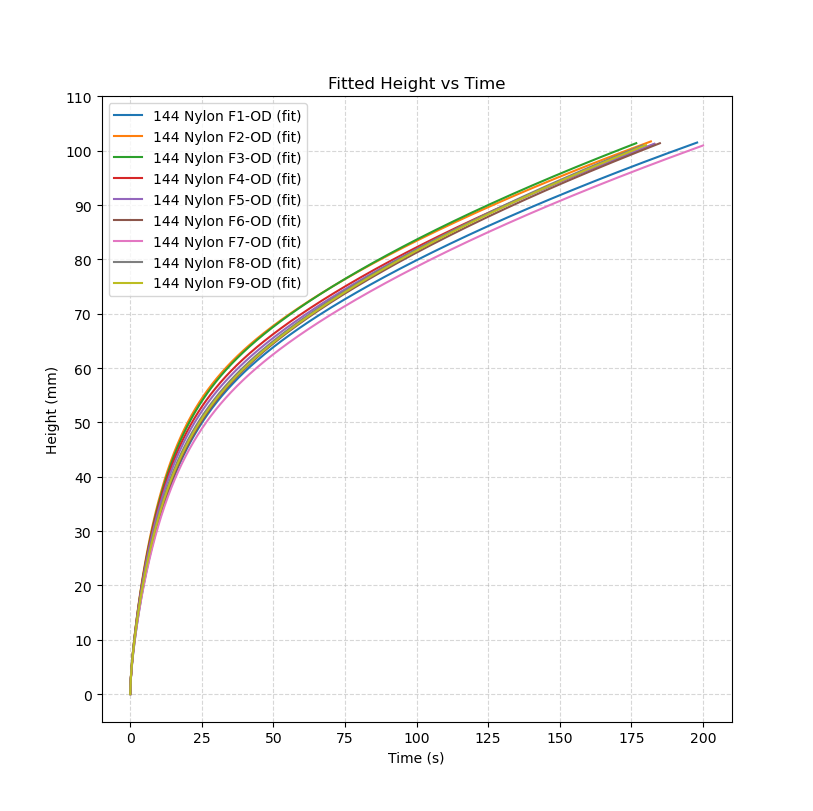 Fitted Height vs Time
110
100
90
80
70
60
50
40
30
20
10
0
Height (mm)
144 Nylon F1-OD (fit)
144 Nylon F2-OD (fit)
144 Nylon F3-OD (fit)
144 Nylon F4-OD (fit)
144 Nylon F5-OD (fit)
144 Nylon F6-OD (fit)
144 Nylon F7-OD (fit)
144 Nylon F8-OD (fit)
144 Nylon F9-OD (fit)
0 25 50 75 100 125 150 175 200
Time (s)